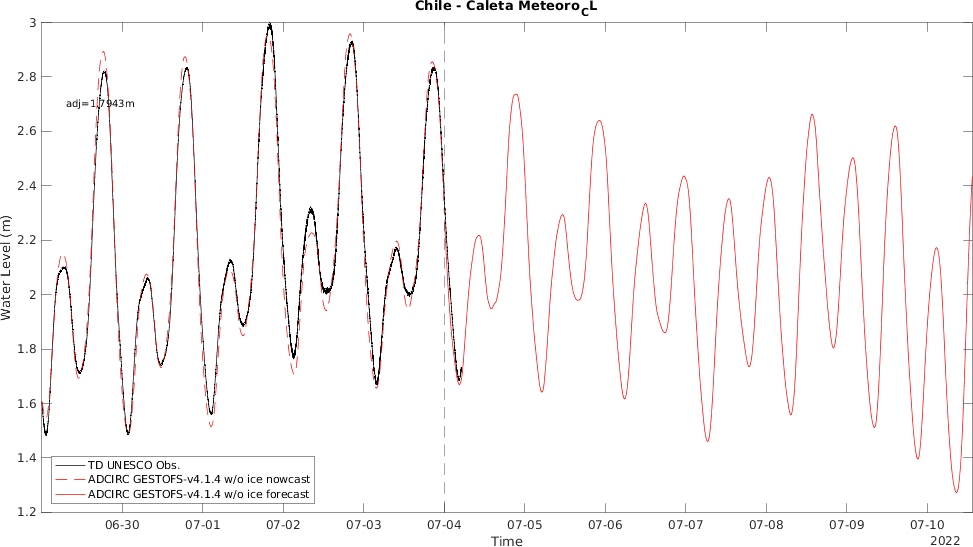 Chile - Caleta MeteoroCL
3
2.8
adj=1.7943m
2.6
2.4
2.2
2
1.8
1.6
1.4
1.2
Water Level (m)
TD UNESCO Obs.
ADCIRC GESTOFS-v4.1.4 w/o ice nowcast
ADCIRC GESTOFS-v4.1.4 w/o ice forecast
06-30 07-01 07-02 07-03 07-04 07-05 07-06 07-07 07-08 07-09 07-10
Time
2022